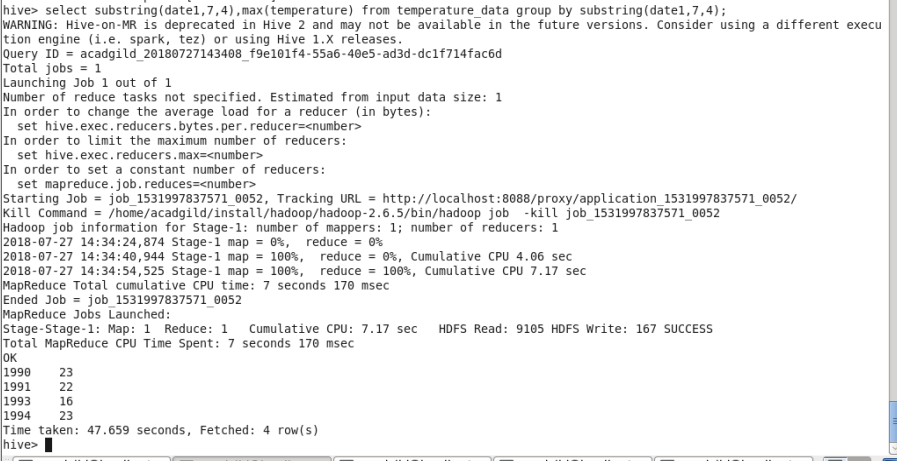 hive> select substring(date1,7,4),max(temperature) from temperature_data group by substring(date1,7,4);
WARNING: Hive-on-MR is deprecated in Hive 2 and may not be available in the future versions. Consider using a different execu
tion engine (i.e. spark, tez) or using Hive 1.X releases.
Query ID = acadgild_20180727143408_f9e101f4-55a6-40e5-ad3d-dc1f714fac6d
Total jobs = 1
Launching Job 1 out of 1
Number of reduce tasks not specified. Estimated from input data size: 1
In order to change the average load for a reducer (in bytes):
  set hive.exec.reducers.bytes.per.reducer=<number>
In order to limit the maximum number of reducers:
  set hive.exec.reducers.max=<number>
In order to set a constant number of reducers:
  set mapreduce.job.reduces=<number>
Starting Job = job_1531997837571_0052, Tracking URL = http://localhost:8088/proxy/application_1531997837571_0052/
Kill Command = /home/acadgild/install/hadoop/hadoop-2.6.5/bin/hadoop job  -kill job_1531997837571_0052
Hadoop job information for Stage-1: number of mappers: 1; number of reducers: 1
2018-07-27 14:34:24,874 Stage-1 map = 0%,  reduce = 0%
2018-07-27 14:34:40,944 Stage-1 map = 100%,  reduce = 0%, Cumulative CPU 4.06 sec
2018-07-27 14:34:54,525 Stage-1 map = 100%,  reduce = 100%, Cumulative CPU 7.17 sec
MapReduce Total cumulative CPU time: 7 seconds 170 msec
Ended Job = job_1531997837571_0052
MapReduce Jobs Launched:
Stage-Stage-1: Map: 1  Reduce: 1   Cumulative CPU: 7.17 sec   HDFS Read: 9105 HDFS Write: 167 SUCCESS
Total MapReduce CPU Time Spent: 7 seconds 170 msec
OK
1990    23
1991    22
1993    16
1994    23
Time taken: 47.659 seconds, Fetched: 4 row(s)
hive>